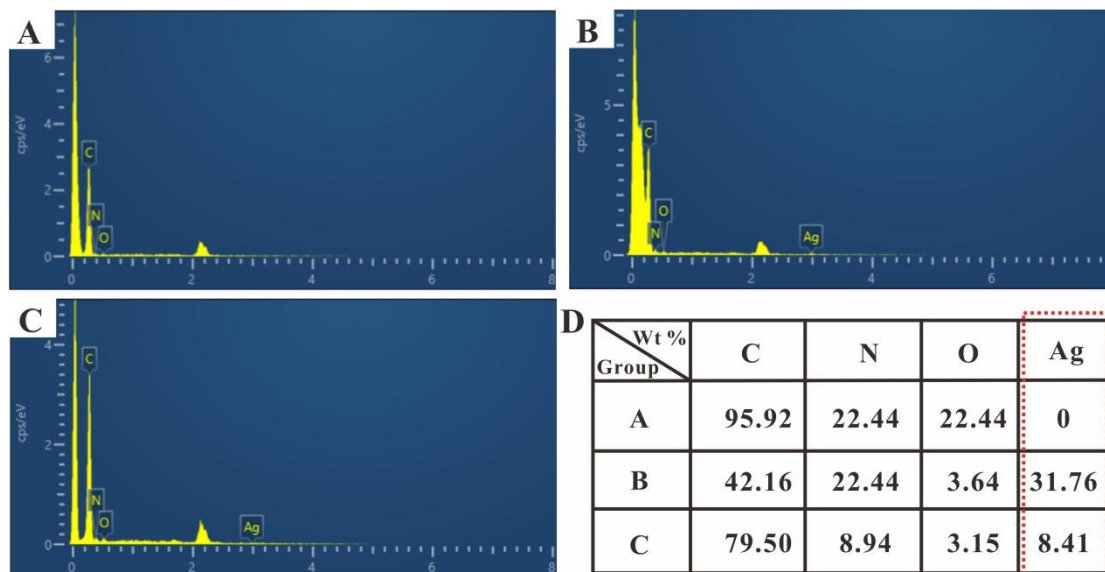 A
cps/eV
6
4
2
0
C
N
O
0 2 4 6 8
B
cps/eV
5
0
C
O
N
Ag
0 2 4 6
C
cps/eV
4
2
0
C
N
O
Ag
0 2 4 6 8
D
Wt % C N O Ag
Group
A 95.92 22.44 22.44 0
B 42.16 22.44 3.64 31.76
C 79.50 8.94 3.15 8.41